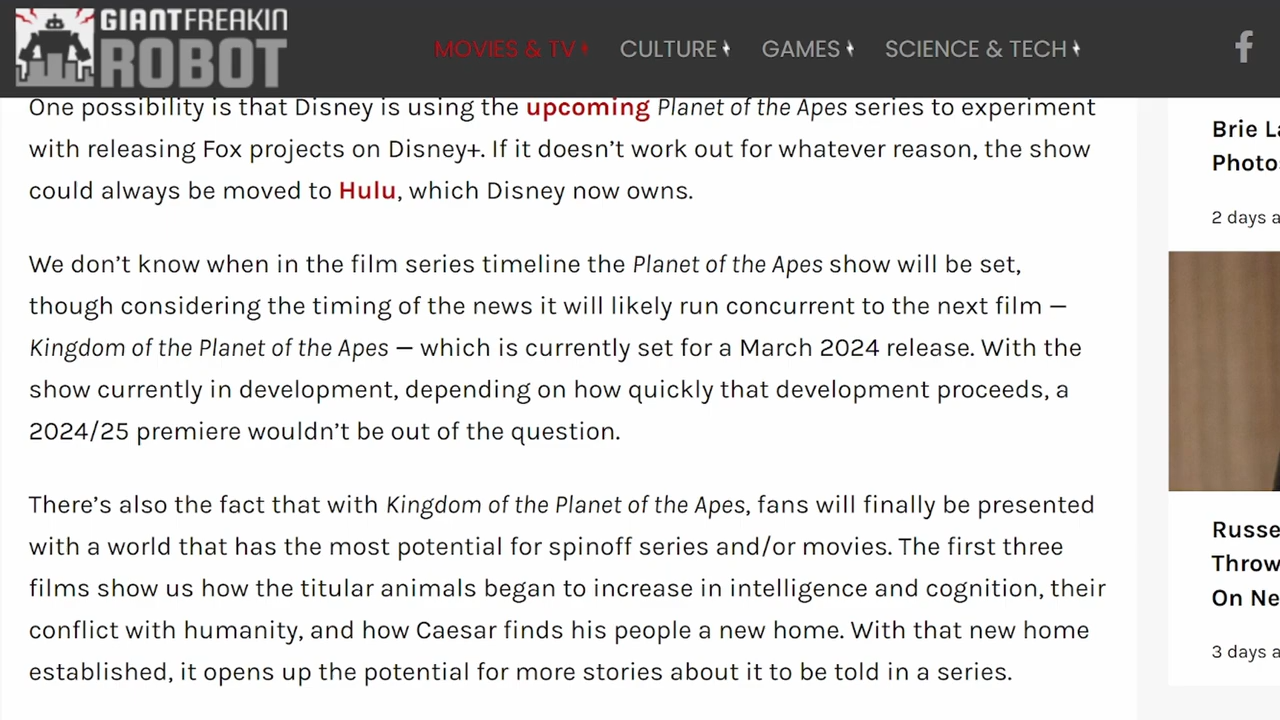 GIANT FREAKIN
ROBOT
MOVIES & TV
CULTURE
GAMES
SCIENCE & TECH
One possibility is that Disney is using the upcoming Planet of the Apes series to experiment
with releasing Fox projects on Disney+. If it doesn’t work out for whatever reason, the show
could always be moved to Hulu, which Disney now owns.
We don’t know when in the film series timeline the Planet of the Apes show will be set,
though considering the timing of the news it will likely run concurrent to the next film —
Kingdom of the Planet of the Apes — which is currently set for a March 2024 release. With the
show currently in development, depending on how quickly that development proceeds, a
2024/25 premiere wouldn’t be out of the question.
There’s also the fact that with Kingdom of the Planet of the Apes, fans will finally be presented
with a world that has the most potential for spinoff series and/or movies. The first three
films show us how the titular animals began to increase in intelligence and cognition, their
conflict with humanity, and how Caesar finds his people a new home. With that new home
established, it opens up the potential for more stories about it to be told in a series.
Brie La
Photo
2 days a
Russe
Throw
On Ne
3 days a